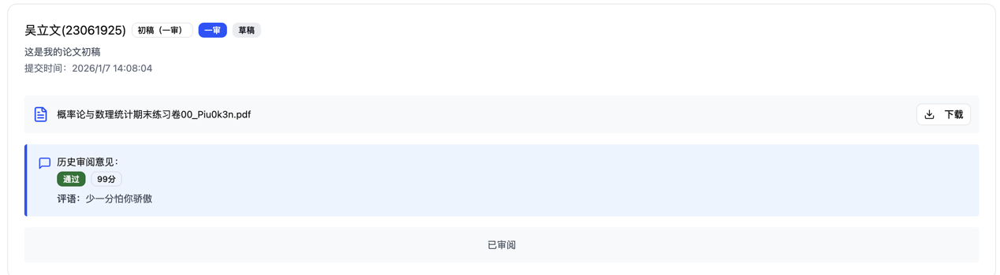 吴立文(23061925) 初稿（一审） 一审 草稿
这是我的论文初稿
提交时间：2026/1/7 14:08:04
概率论与数理统计期末练习卷00_Piu0k3n.pdf 下载
历史审阅意见：
通过 99分
评语：少一分怕你骄傲
已审阅